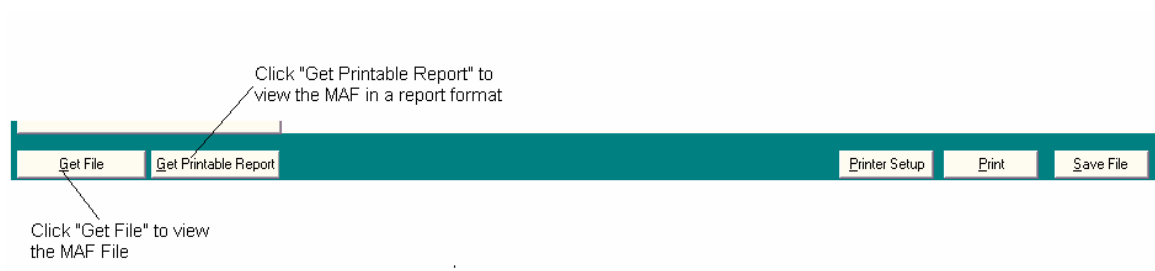 Click "Get Printable Report" to
view the MAF in a report format
Get File Get Printable Report Printer Setup Print Save File
Click "Get File" to view
the MAF File